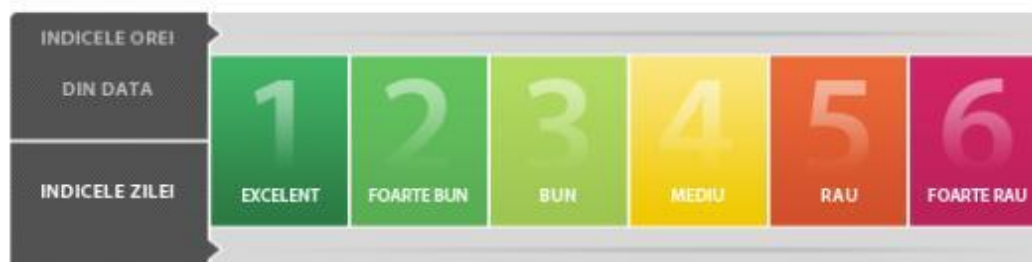 INDICELE OREI
DIN DATA
INDICELE ZILEI
1
EXCELENT
2
FOARTE BUN
3
BUN
4
MEDIU
5
RAU
6
FOARTE RAU